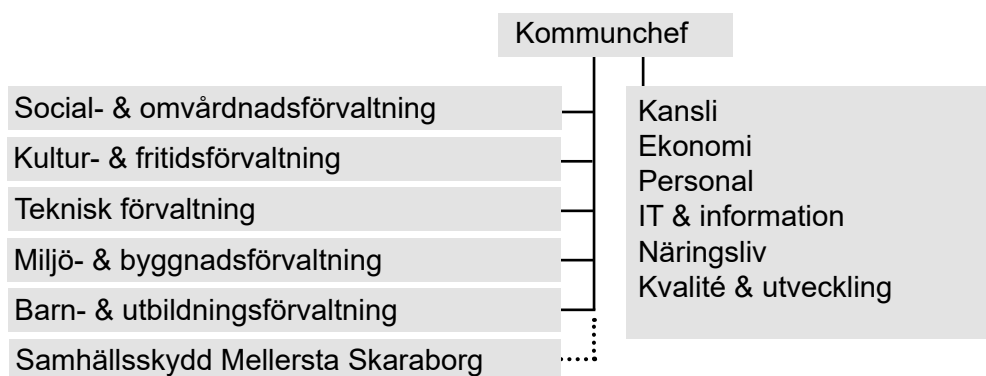 Kommunchef
Social- & omvårdnadsförvaltning
Kultur- & fritidsförvaltning
Teknisk förvaltning
Miljö- & byggnadsförvaltning
Barn- & utbildningsförvaltning
Samhällsskydd Mellersta Skaraborg
Kansli
Ekonomi
Personal
IT & information
Näringsliv
Kvalité & utveckling